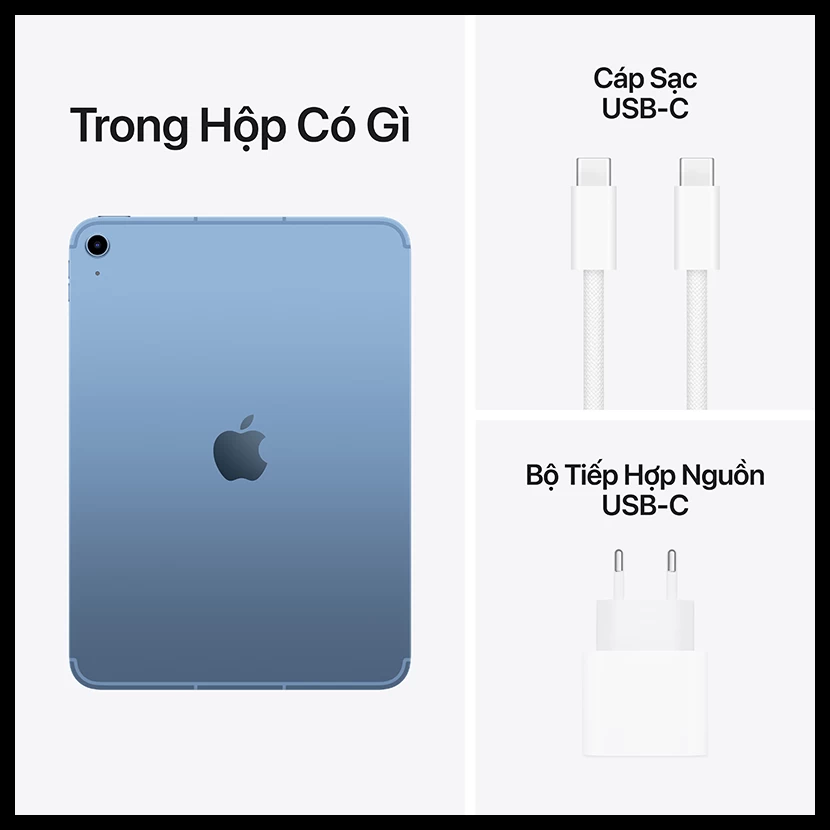 Trong Hộp Có Gì
Cáp Sạc
USB-C
Bộ Tiếp Hợp Nguồn
USB-C